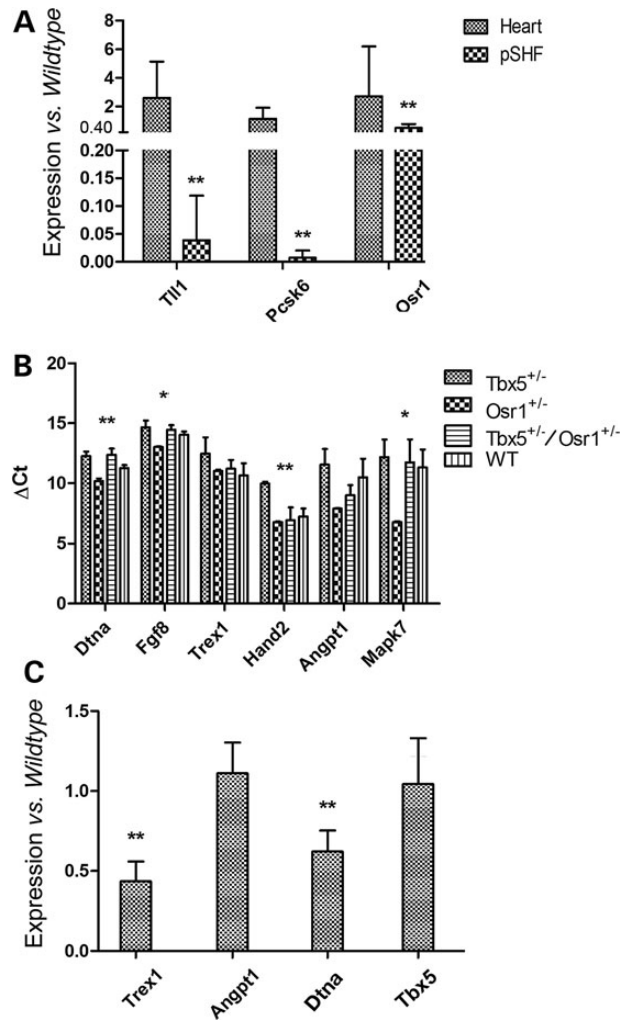 A
Expression vs. Wildtype
8
6
4
2
0.40
0.20
0.15
0.10
0.05
0.00
**
**
**
Tll1
Pcsk6
Osr1
Heart
pSHF
B
ΔCt
20
15
10
5
0
**
*
**
*
Dtna
Fgf8
Trex1
Hand2
Angpt1
Mapk7
Tbx5+/-
Osr1+/-
Tbx5+/-/Osr1+/-
WT
C
Expression vs. Wildtype
1.5
1.0
0.5
0.0
**
**
Trex1
Angpt1
Dtna
Tbx5